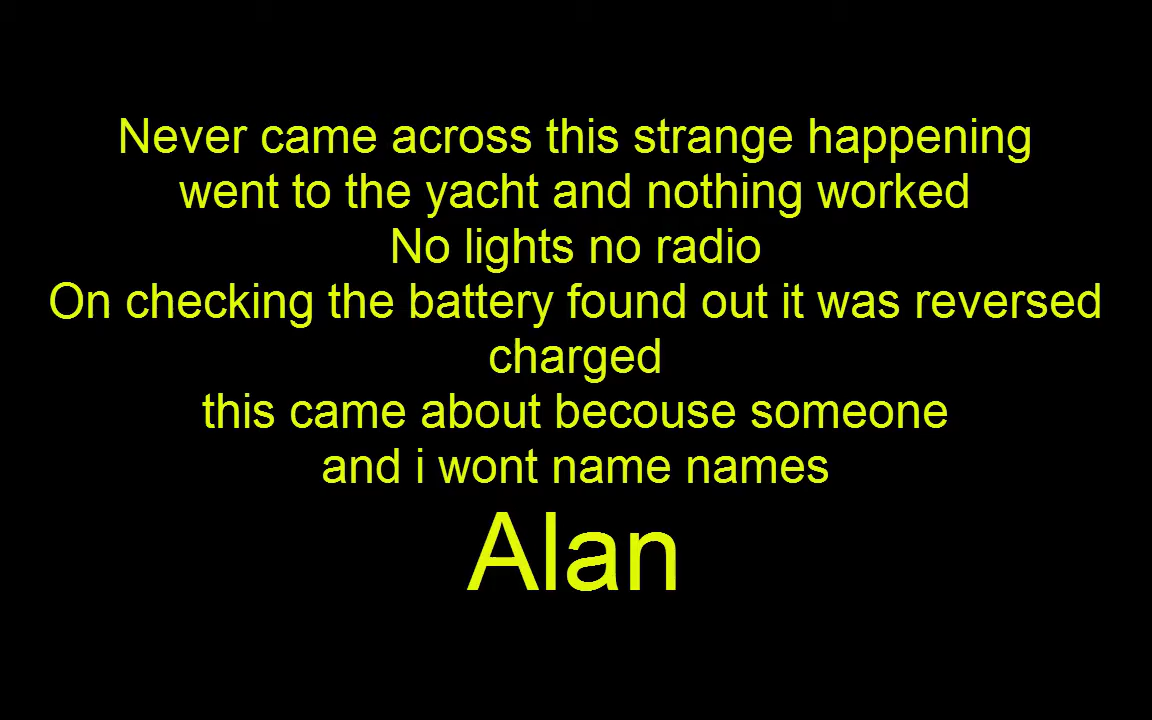 Never came across this strange happening
went to the yacht and nothing worked
No lights no radio
On checking the battery found out it was reversed
charged
this came about becouse someone
and i wont name names
Alan